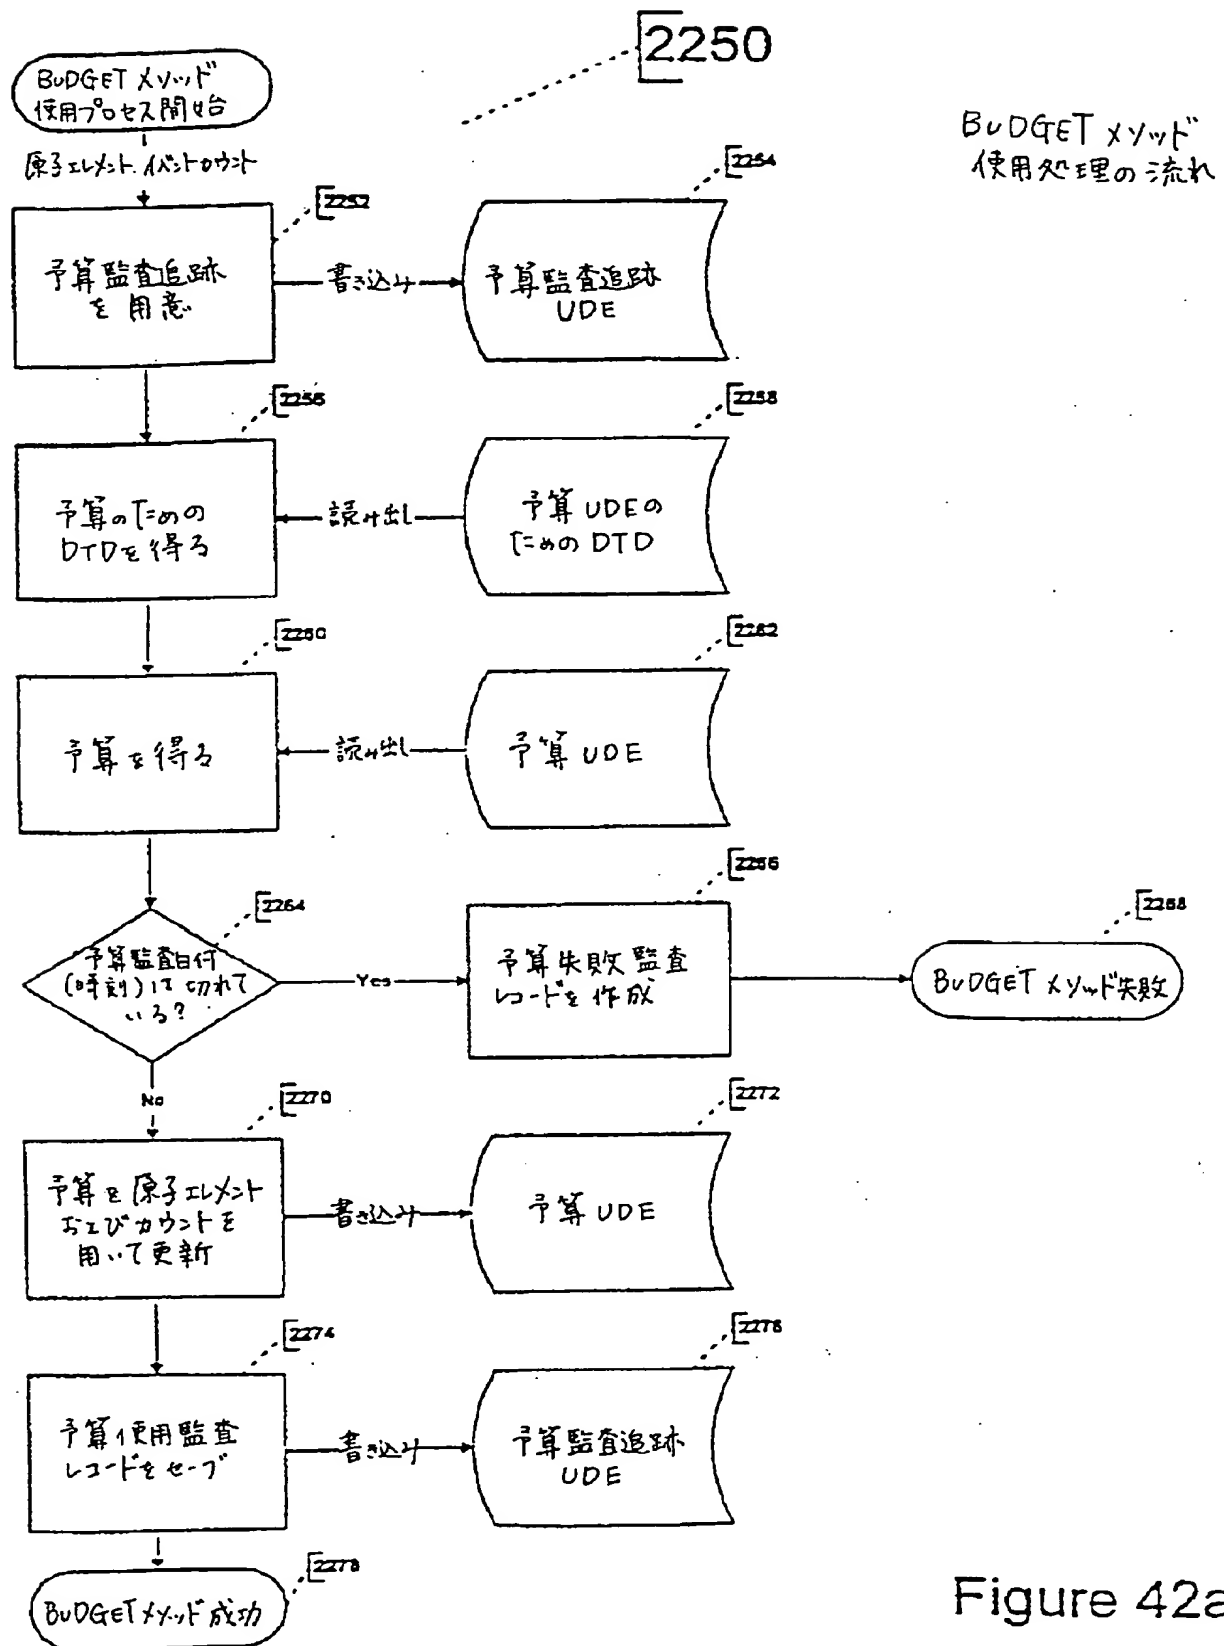 2250
BUDGET メソッド
使用プロセス開始
BUDGET メソッド
使用処理の流れ
原子エレメント、イベントカウント
2252
2254
予算監査追跡
を用意
書き込み
予算監査追跡
UDE
2256
2258
予算のための
DTDを得る
読み出し
予算 UDEの
ためのDTD
2260
2262
予算を得る
読み出し
予算 UDE
2264
2266
2268
予算監査日付
(時刻)は切れて
いる?
Yes
予算失敗監査
レコードを作成
BUDGET メソッド失敗
No
2270
2272
予算を原子エレメント
およびカウントを
用いて更新
書き込み
予算 UDE
2274
2276
予算使用監査
レコードをセーブ
書き込み
予算監査追跡
UDE
2278
BUDGETメソッド成功
Figure 42a